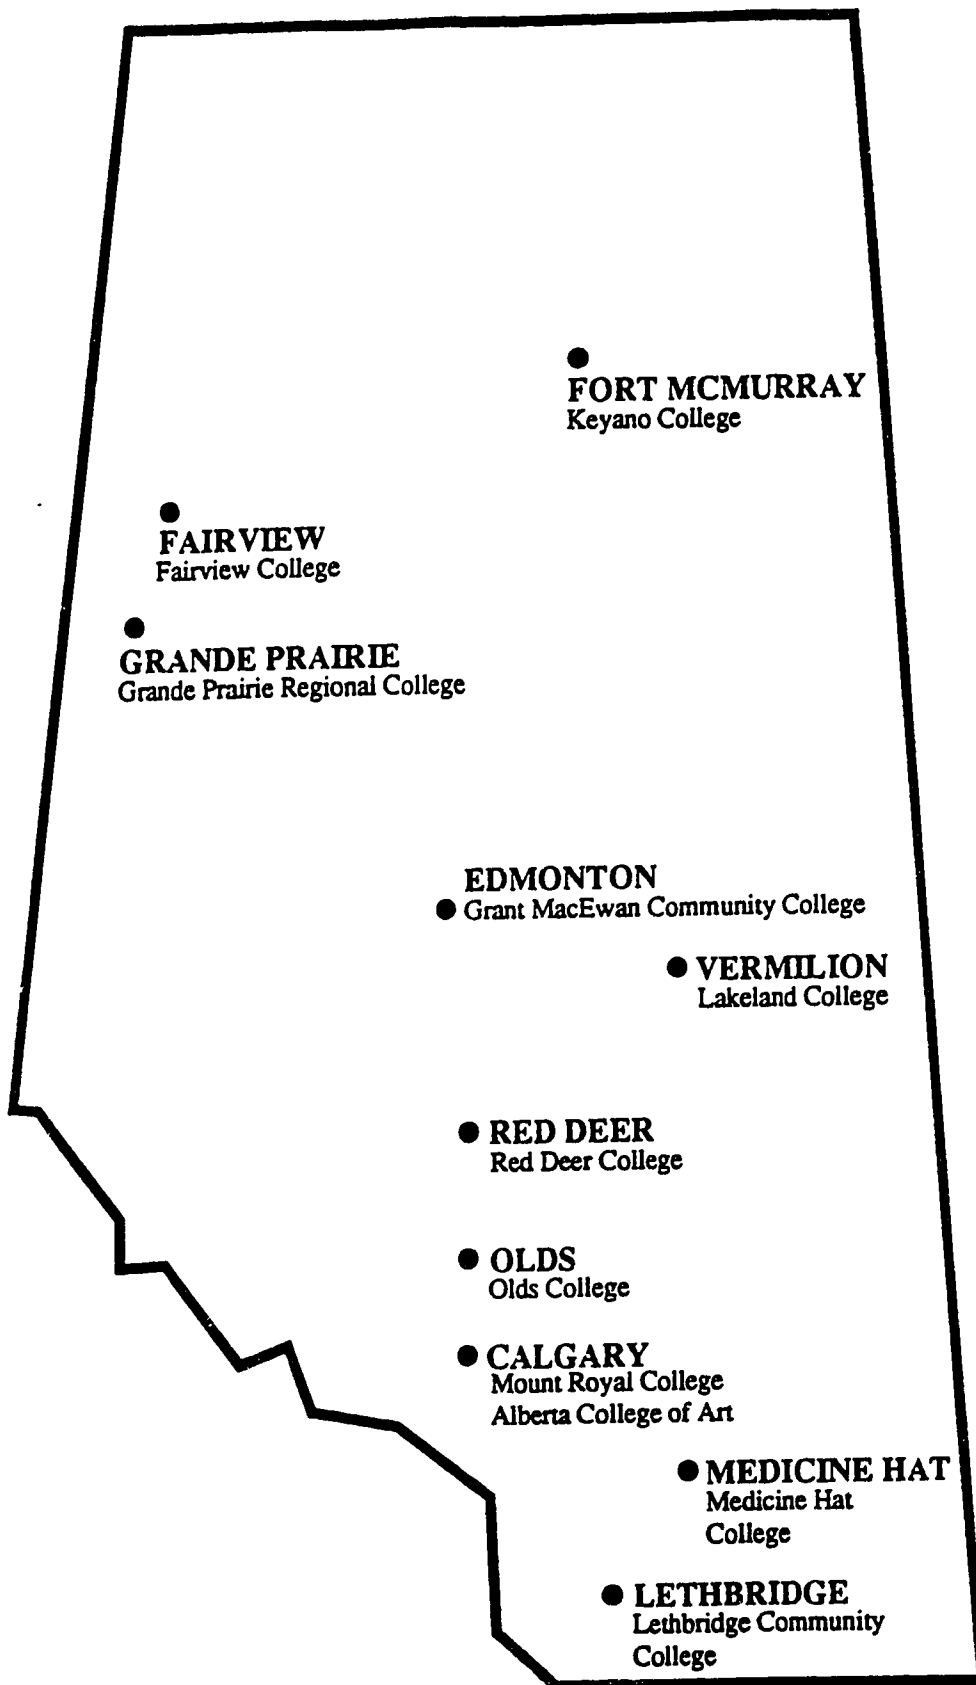 FORT MCMURRAY
Keyano College
FAIRVIEW
Fairview College
GRANDE PRAIRIE
Grande Prairie Regional College
EDMONTON
Grant MacEwan Community College
VERMILION
Lakeland College
RED DEER
Red Deer College
OLDS
Olds College
CALGARY
Mount Royal College
Alberta College of Art
MEDICINE HAT
Medicine Hat
College
LETHBRIDGE
Lethbridge Community
College